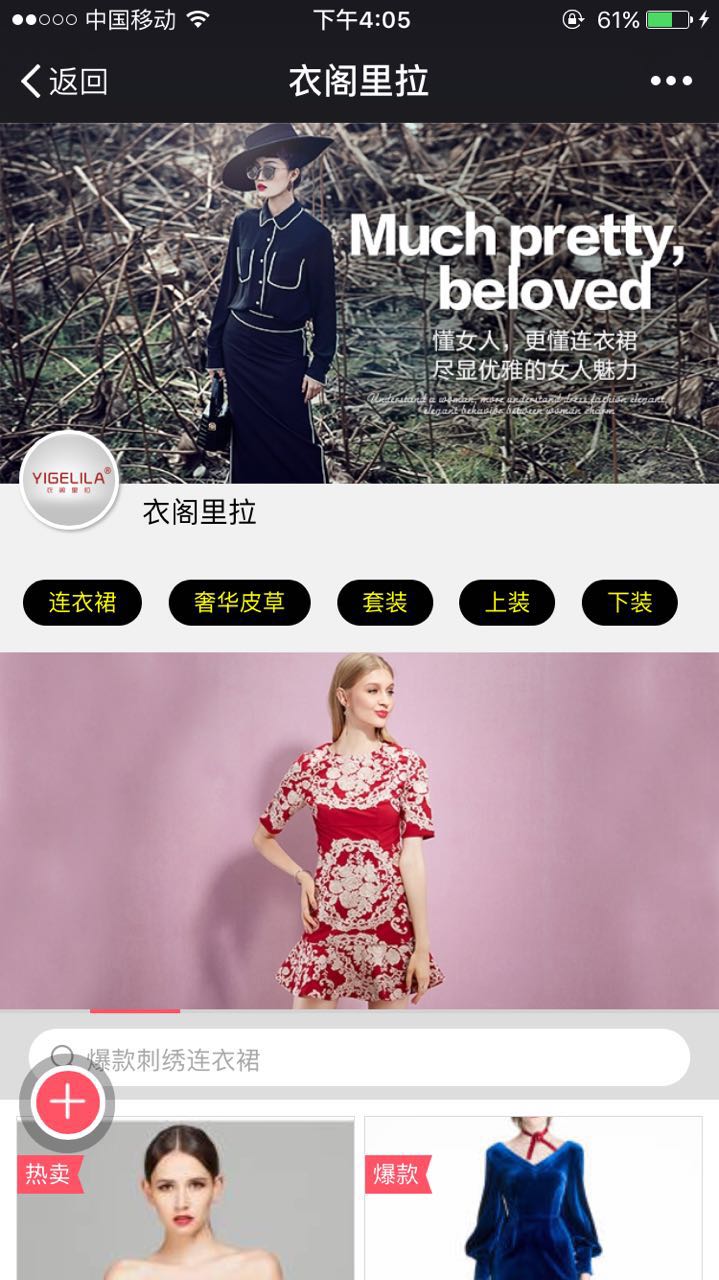 中国移动
下午4:05
61%
返回
衣阁里拉
Much pretty,
beloved
懂女人，更懂连衣裙
尽显优雅的女人魅力
Understand a woman, more understand dress fashion elegant
elegant behavior between woman charm
YIGELILA®
衣阁里拉
衣阁里拉
连衣裙
奢华皮草
套装
上装
下装
爆款刺绣连衣裙
热卖
爆款